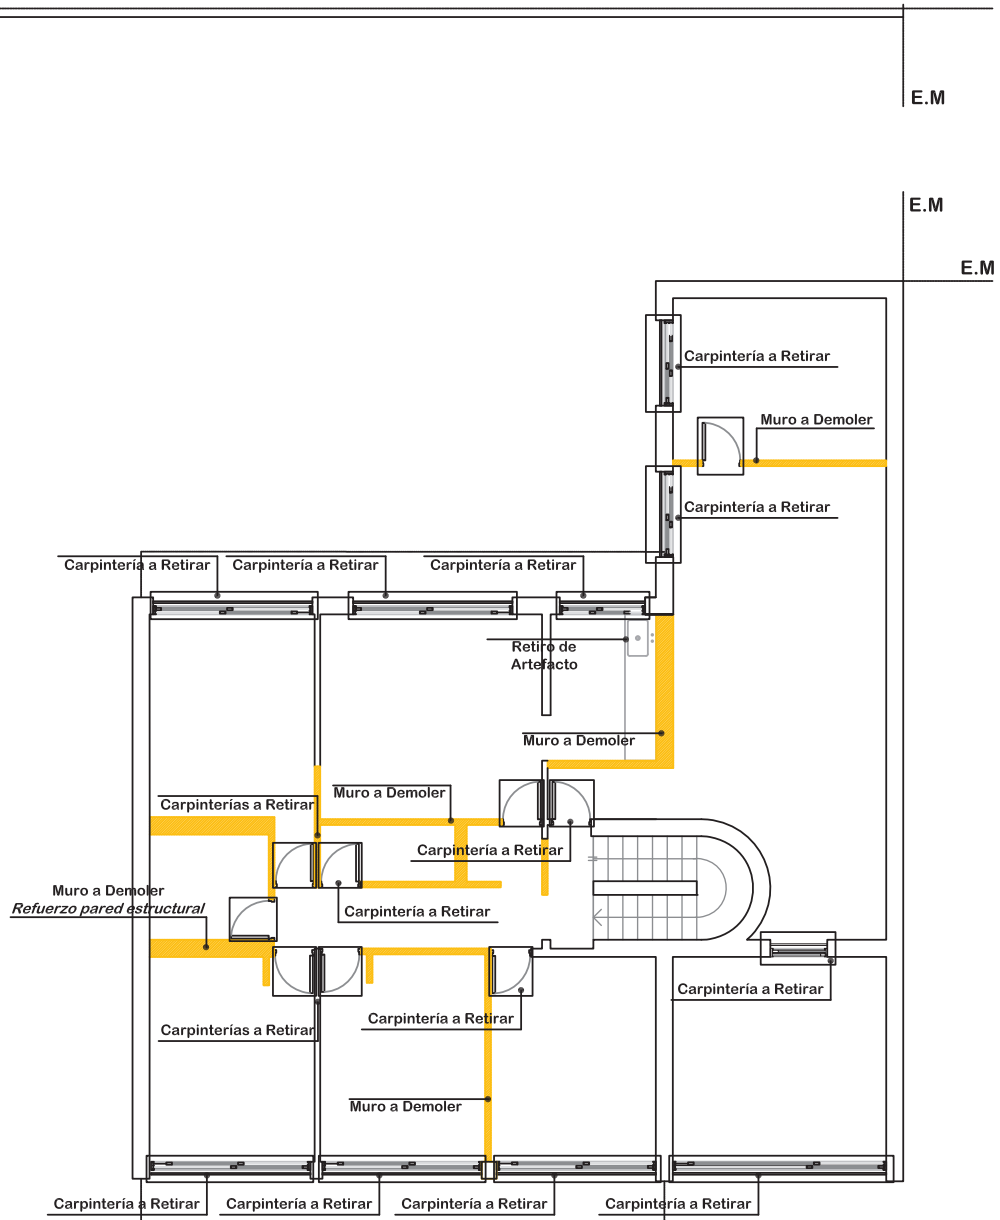 E.M
E.M
E.M
Carpintería a Retirar
Muro a Demoler
Carpintería a Retirar
Carpintería a Retirar
Carpintería a Retirar
Carpintería a Retirar
Retiro de
Artefacto
Muro a Demoler
Muro a Demoler
Carpinterías a Retirar
Carpintería a Retirar
Muro a Demoler
Refuerzo pared estructural
Carpintería a Retirar
Carpintería a Retirar
Carpintería a Retirar
Carpinterías a Retirar
Muro a Demoler
Carpintería a Retirar
Carpintería a Retirar
Carpintería a Retirar
Carpintería a Retirar